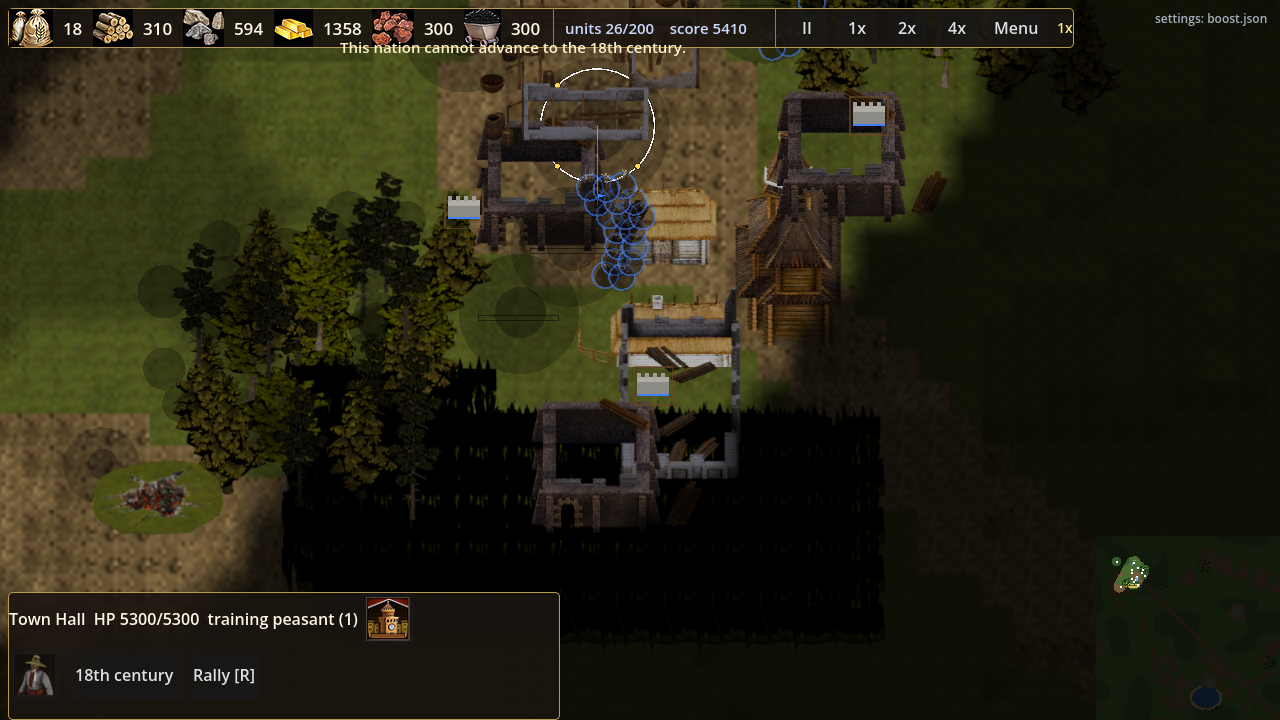 18 310 594 1358 300 300 units 26/200 score 5410 II 1x 2x 4x Menu 1x
settings: boost.json
This nation cannot advance to the 18th century.
Town Hall HP 5300/5300 training peasant (1)
18th century Rally [R]